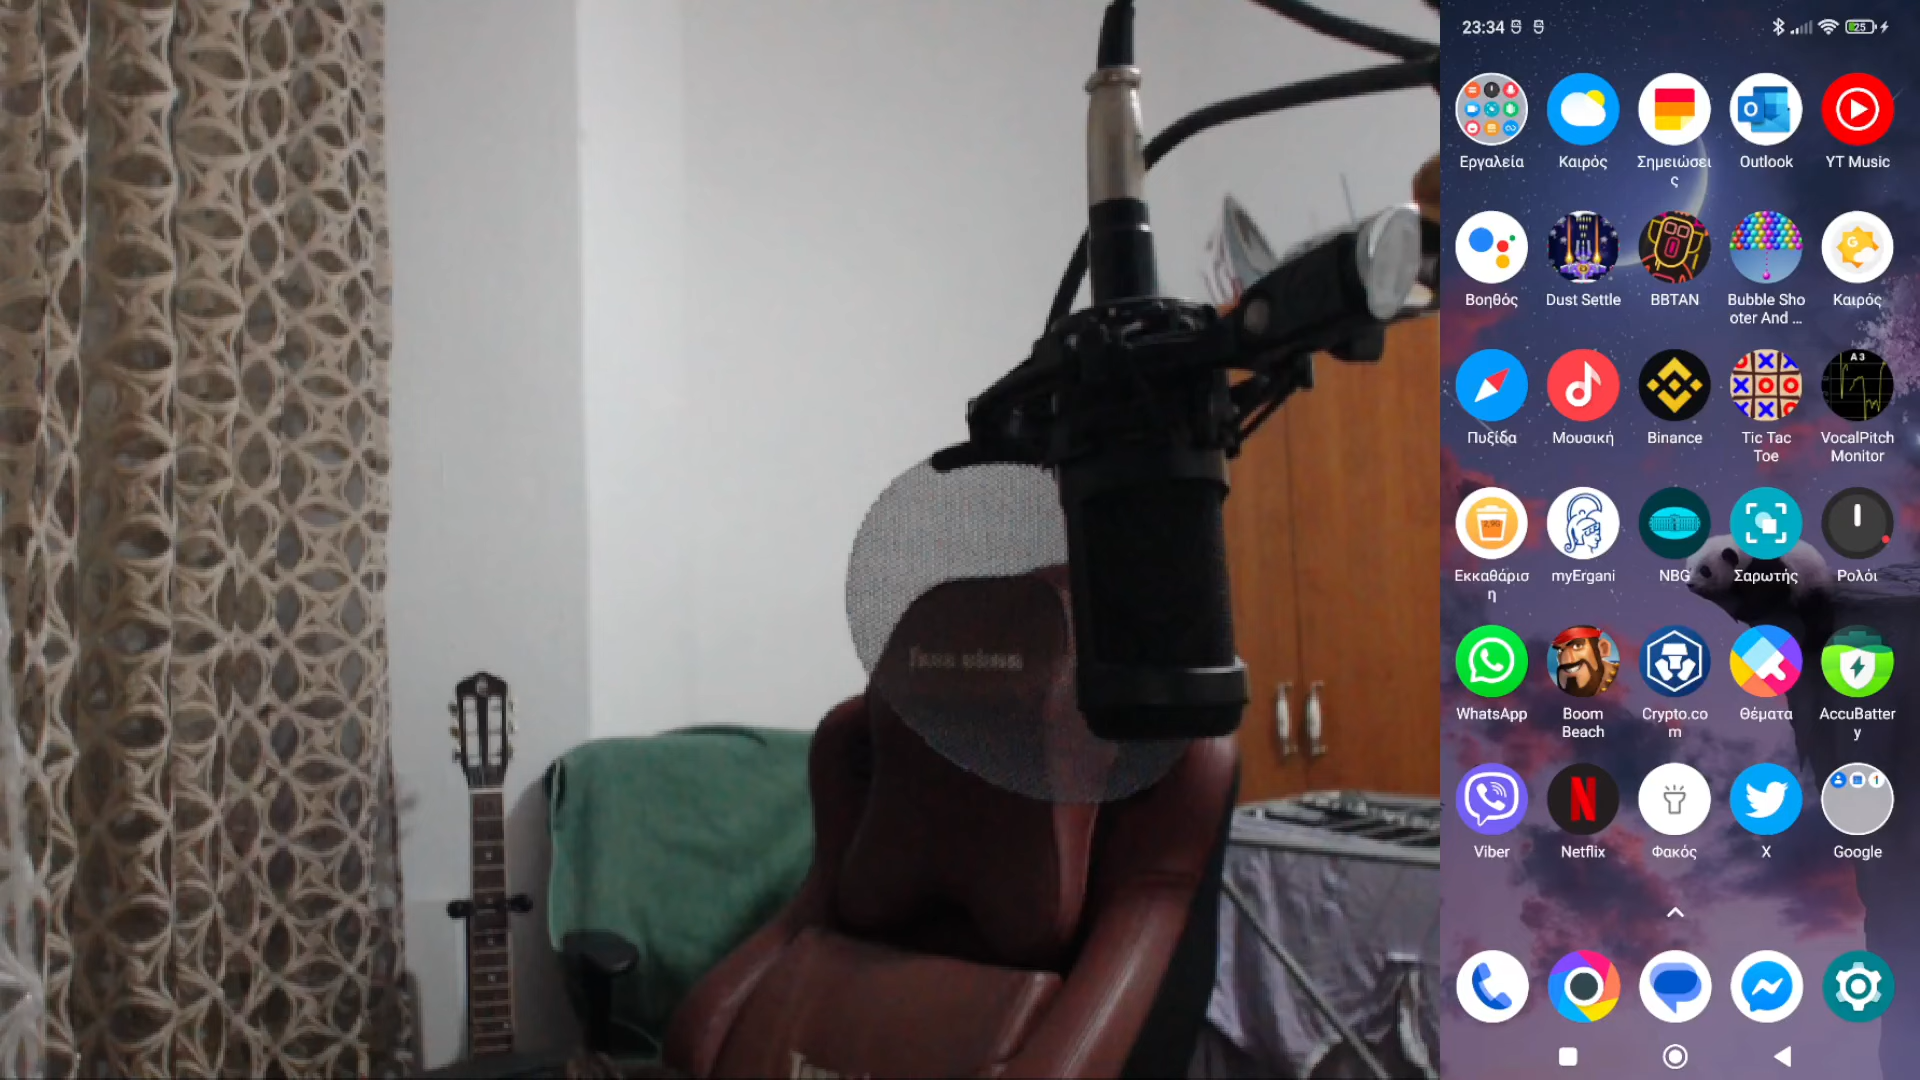 23:34
25
Εργαλεία
Καιρός
Σημειώσει
ς
Outlook
YT Music
Βοηθός
Dust Settle
BBTAN
Bubble Sho
oter And ...
G
Καιρός
A3
Πυξίδα
Μουσική
Binance
Tic Tac
Toe
VocalPitch
Monitor
Εκκαθάρισ
η
myErgani
NBG
Σαρωτής
Ρολόι
WhatsApp
Boom
Beach
Crypto.co
m
Θέματα
AccuBatter
y
Viber
Netflix
Φακός
X
Google